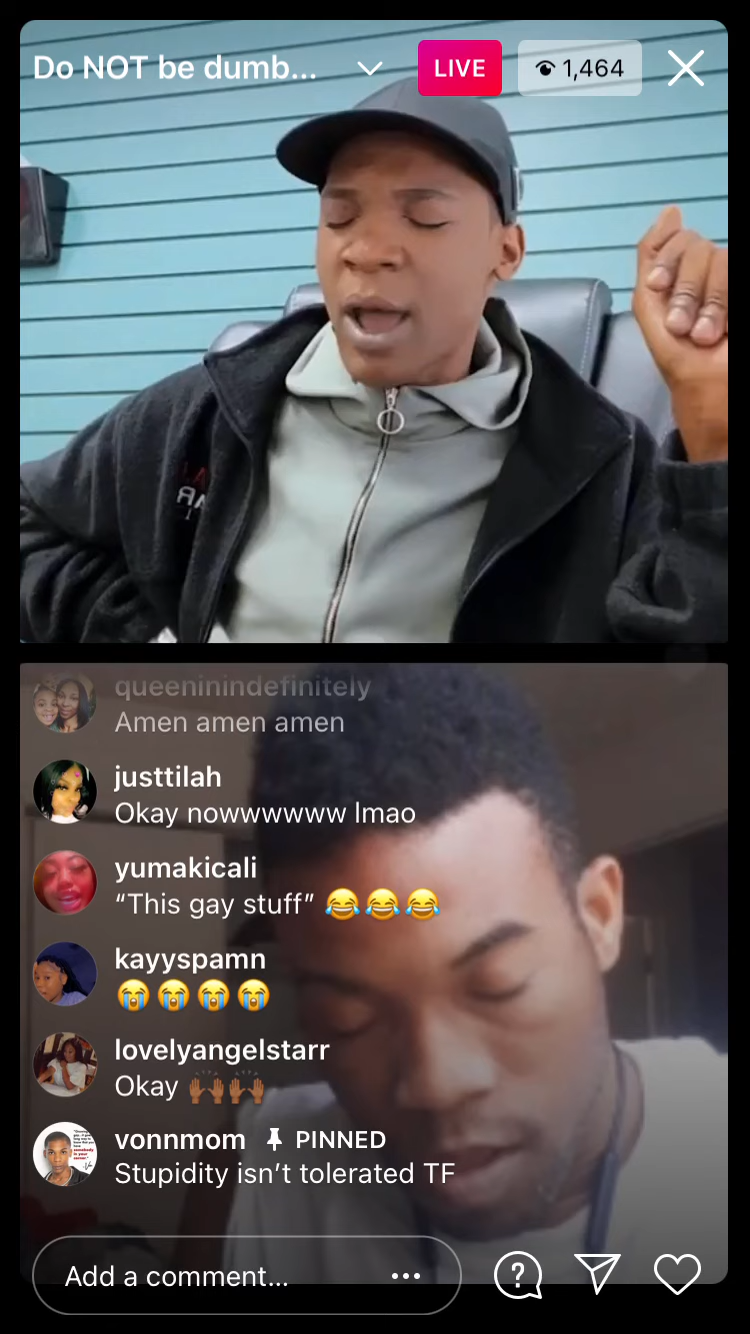 Do NOT be dumb...
LIVE
1,464
queeninindefinitely
Amen amen amen
justtilah
Okay nowwwwww lmao
yumakicali
“This gay stuff” 😂😂😂
kayyspamn
😭😭😭😭
lovelyangelstarr
Okay 🙌🏾🙌🏾
vonnmom PINNED
Stupidity isn’t tolerated TF
Add a comment...